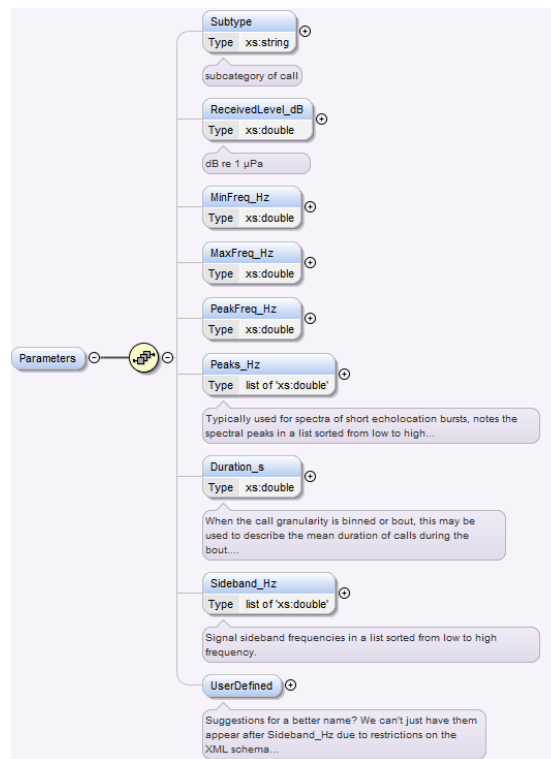 Subtype
Type xs:string
subcategory of call
ReceivedLevel_dB
Type xs:double
dB re 1 µPa
MinFreq_Hz
Type xs:double
MaxFreq_Hz
Type xs:double
PeakFreq_Hz
Type xs:double
Parameters
Peaks_Hz
Type list of 'xs:double'
Typically used for spectra of short echolocation bursts, notes the
spectral peaks in a list sorted from low to high...
Duration_s
Type xs:double
When the call granularity is binned or bout, this may be
used to describe the mean duration of calls during the
bout....
Sideband_Hz
Type list of 'xs:double'
Signal sideband frequencies in a list sorted from low to high
frequency.
UserDefined
Suggestions for a better name? We can't just have them
appear after Sideband_Hz due to restrictions on the
XML schema...